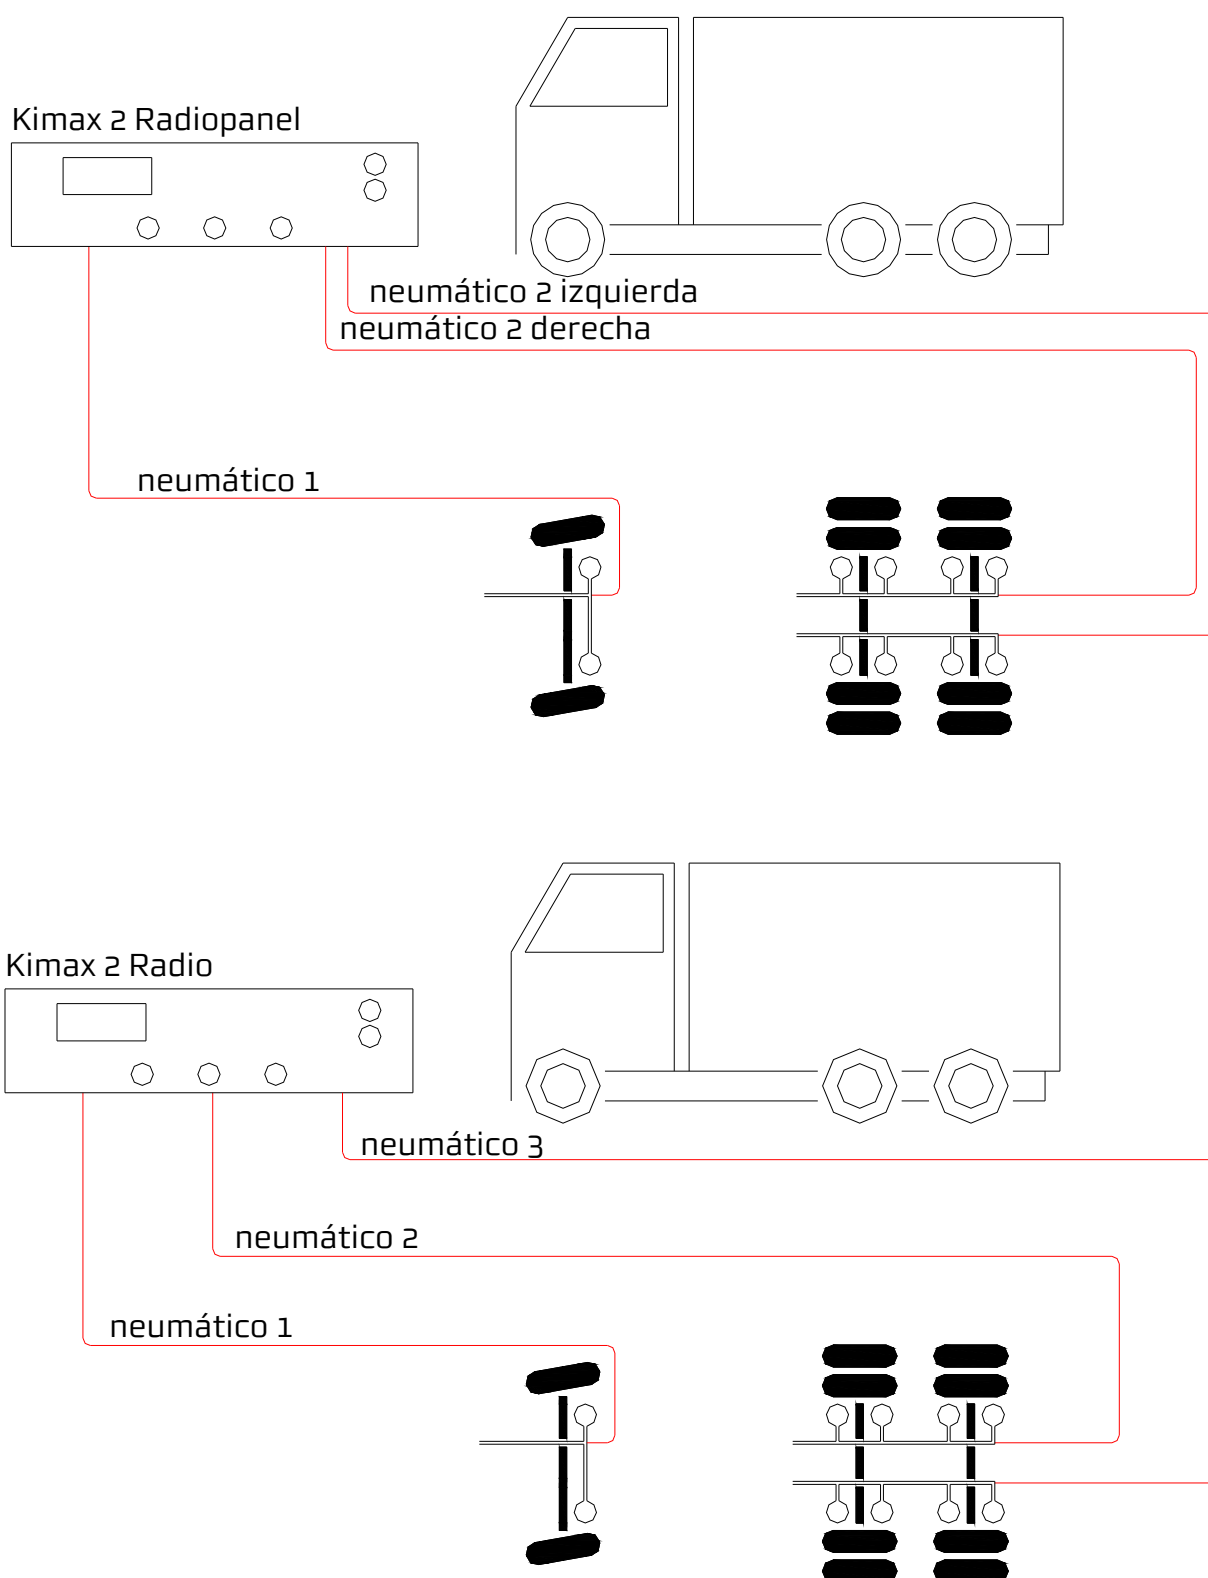 Kimax 2 Radiopanel
neumático 2 izquierda
neumático 2 derecha
neumático 1
Kimax 2 Radio
neumático 3
neumático 2
neumático 1